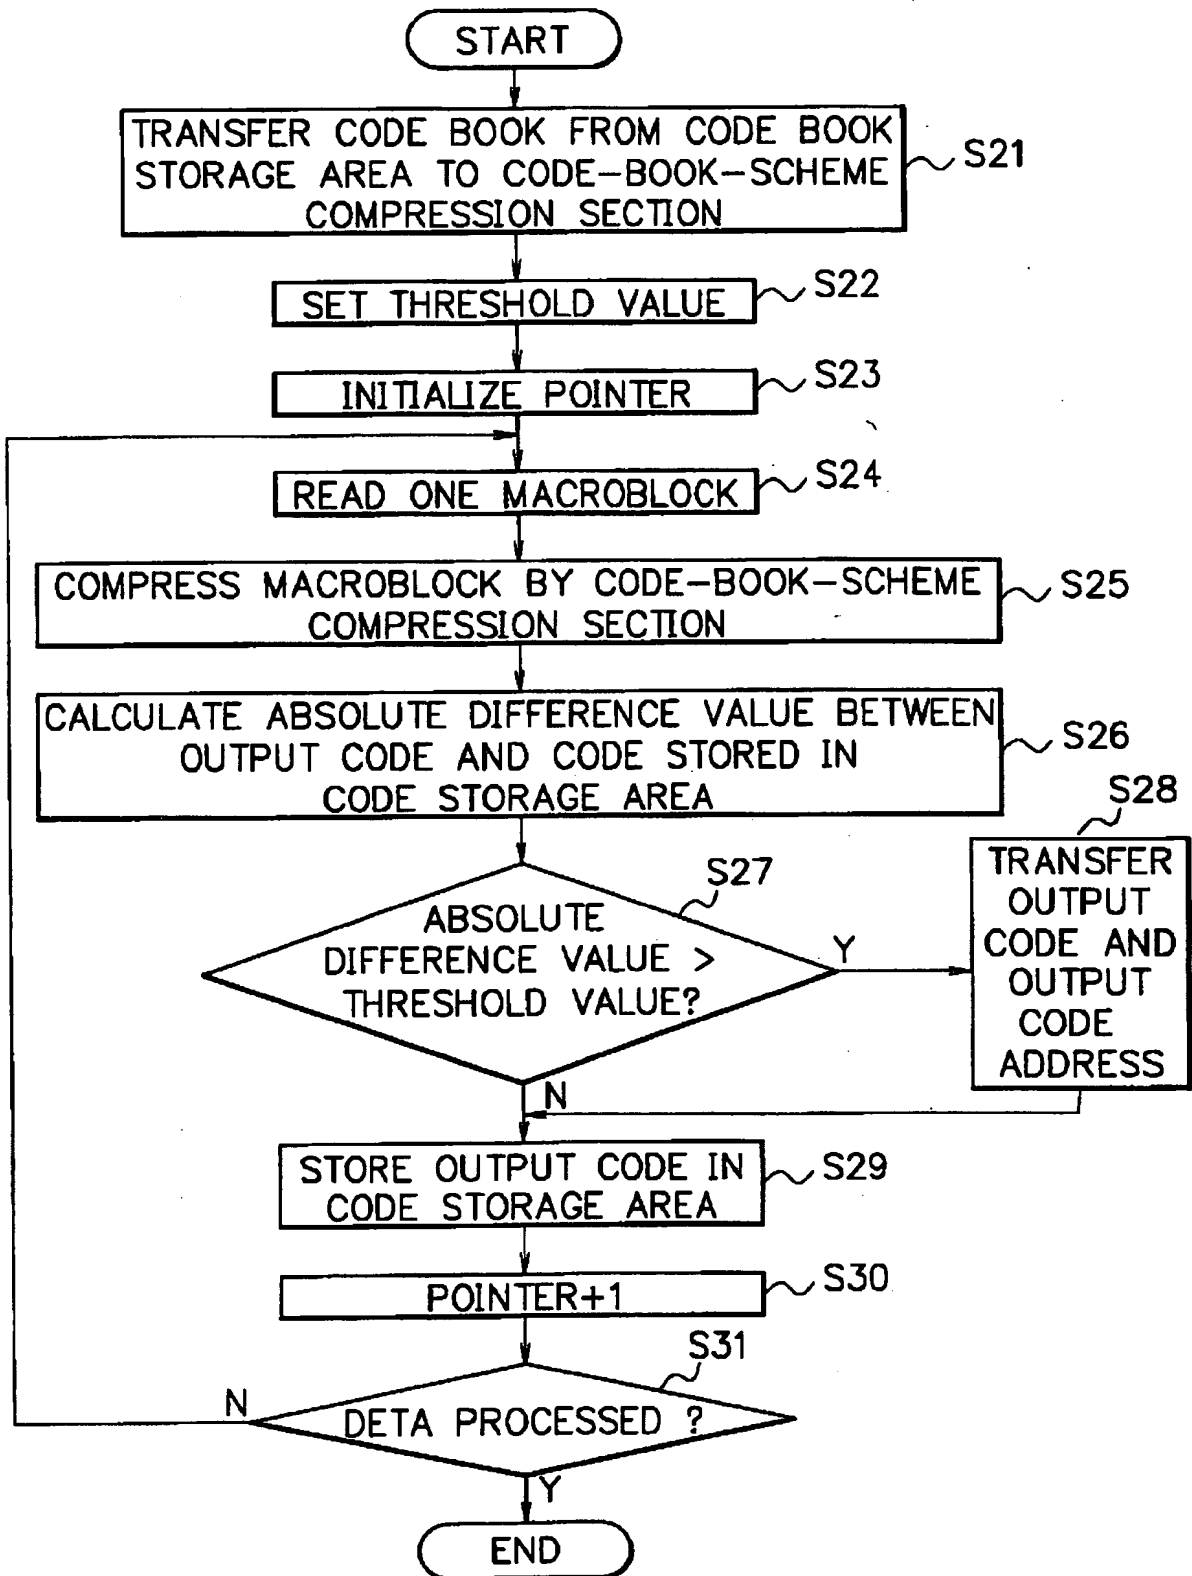 START
TRANSFER CODE BOOK FROM CODE BOOK
STORAGE AREA TO CODE-BOOK-SCHEME
COMPRESSION SECTION
S21
SET THRESHOLD VALUE
S22
INITIALIZE POINTER
S23
READ ONE MACROBLOCK
S24
COMPRESS MACROBLOCK BY CODE-BOOK-SCHEME
COMPRESSION SECTION
S25
CALCULATE ABSOLUTE DIFFERENCE VALUE BETWEEN
OUTPUT CODE AND CODE STORED IN
CODE STORAGE AREA
S26
ABSOLUTE
DIFFERENCE VALUE >
THRESHOLD VALUE?
S27
Y
N
S28
TRANSFER
OUTPUT
CODE AND
OUTPUT
CODE
ADDRESS
STORE OUTPUT CODE IN
CODE STORAGE AREA
S29
POINTER+1
S30
DETA PROCESSED ?
S31
N
Y
END